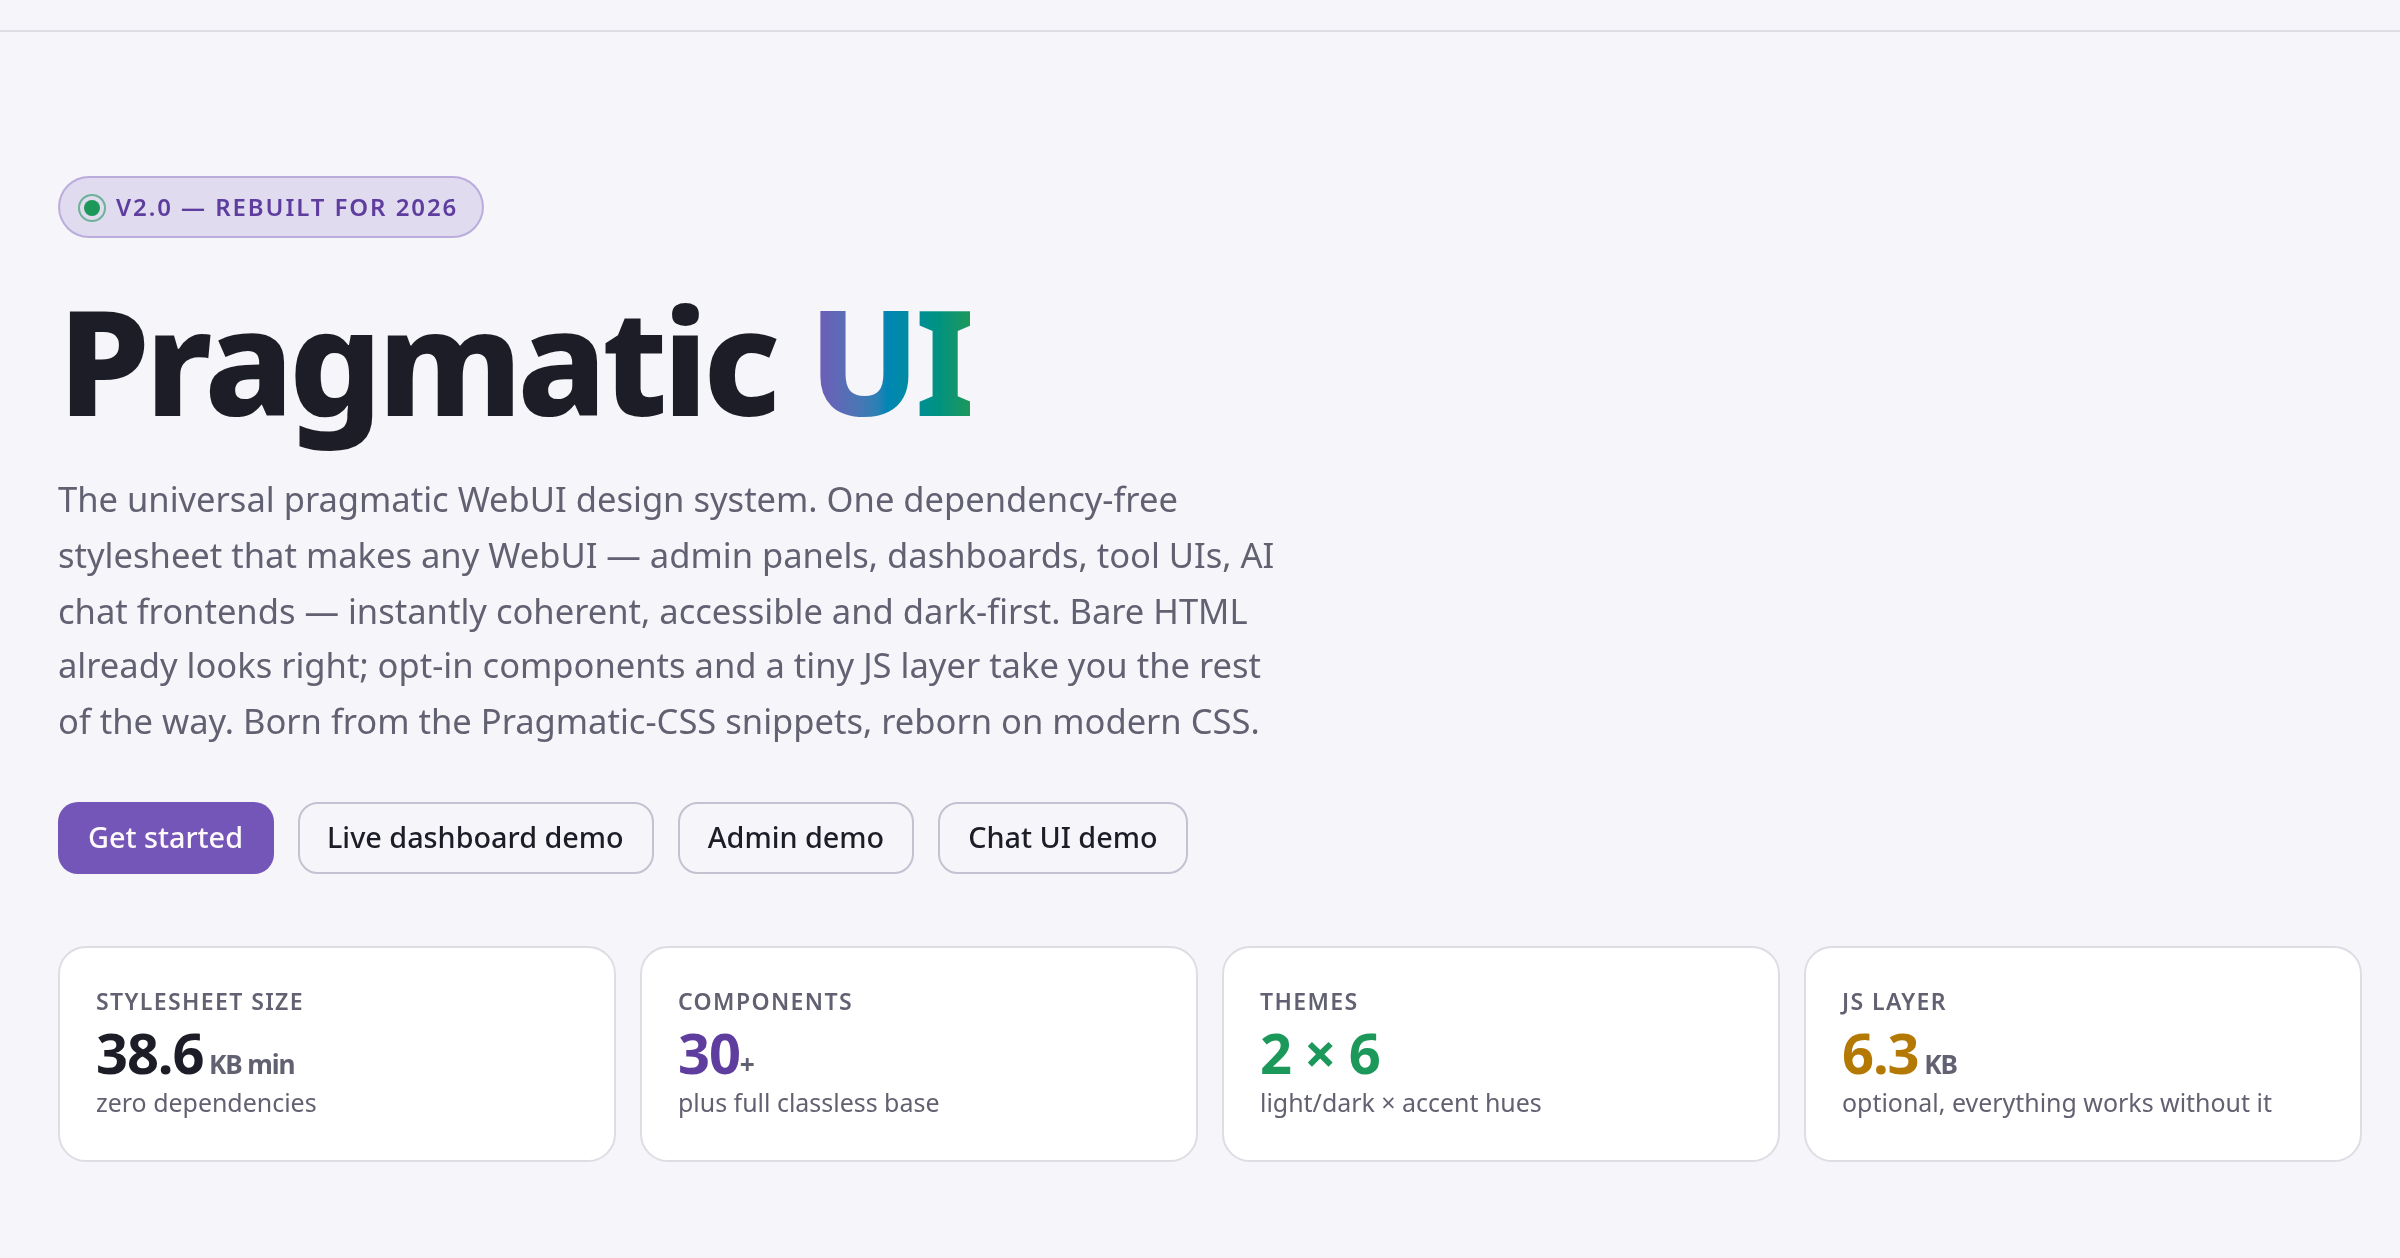 V2.0 — REBUILT FOR 2026
Pragmatic UI
The universal pragmatic WebUI design system. One dependency-free
stylesheet that makes any WebUI — admin panels, dashboards, tool UIs, AI
chat frontends — instantly coherent, accessible and dark-first. Bare HTML
already looks right; opt-in components and a tiny JS layer take you the rest
of the way. Born from the Pragmatic-CSS snippets, reborn on modern CSS.
Get started
Live dashboard demo
Admin demo
Chat UI demo
STYLESHEET SIZE
38.6 KB min
zero dependencies
COMPONENTS
30+
plus full classless base
THEMES
2 × 6
light/dark × accent hues
JS LAYER
6.3 KB
optional, everything works without it